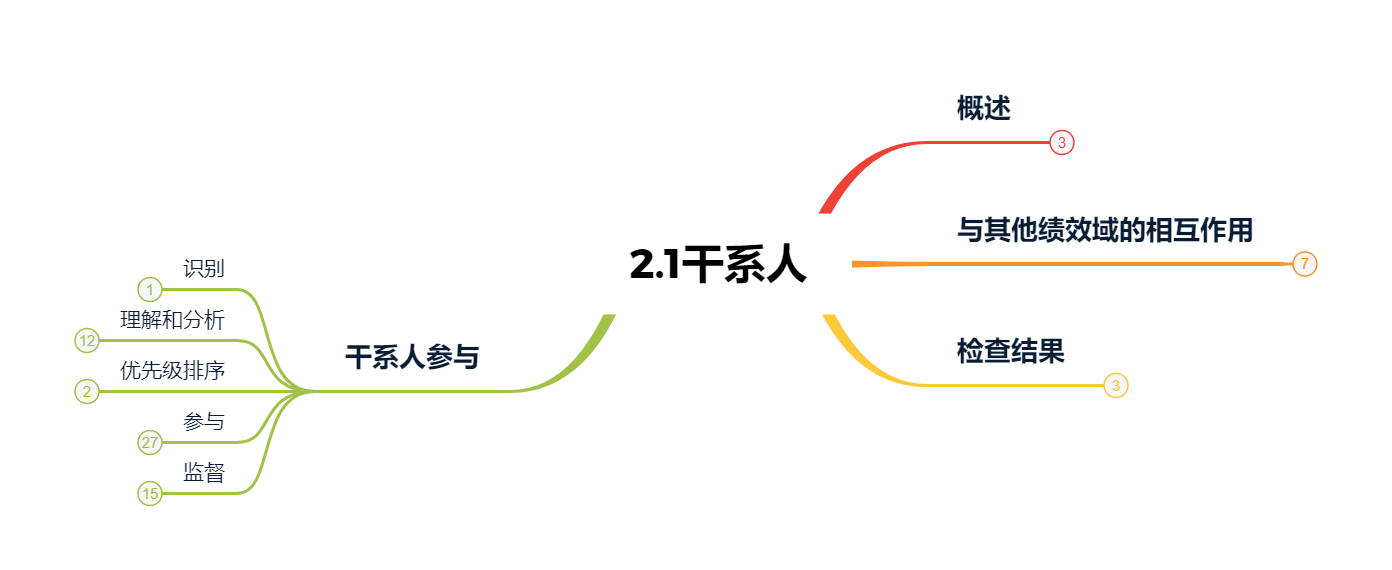 概述
3
与其他绩效域的相互作用
7
2.1干系人
识别
1
理解和分析
12
干系人参与
检查结果
3
优先级排序
2
参与
27
监督
15